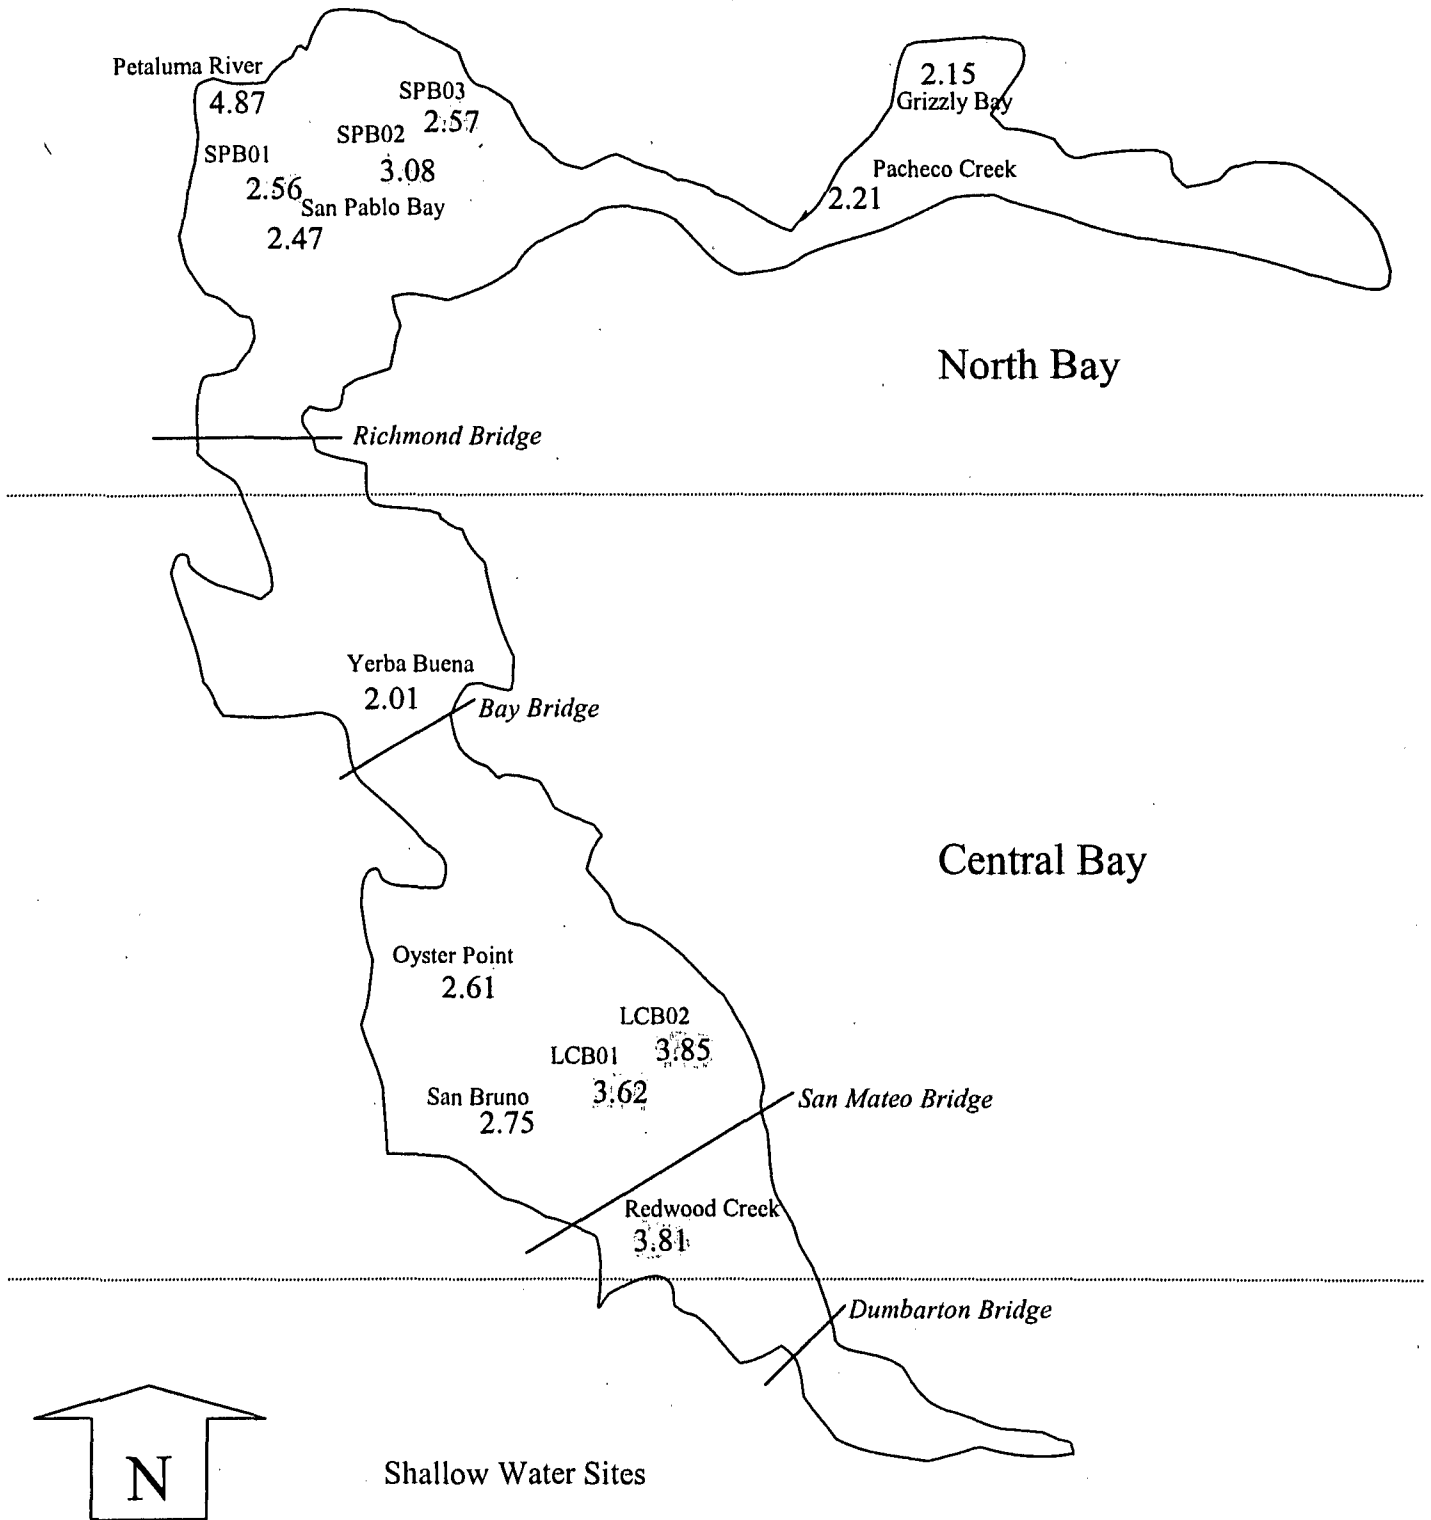 Petaluma River
4.87
SPB03
2.57
SPB02
3.08
SPB01
2.56
San Pablo Bay
2.47
2.15
Grizzly Bay
Pacheco Creek
2.21
North Bay
Richmond Bridge
Yerba Buena
2.01
Bay Bridge
Central Bay
Oyster Point
2.61
LCB02
3.85
LCB01
3.62
San Bruno
2.75
San Mateo Bridge
Redwood Creek
3.81
Dumbarton Bridge
N
Shallow Water Sites